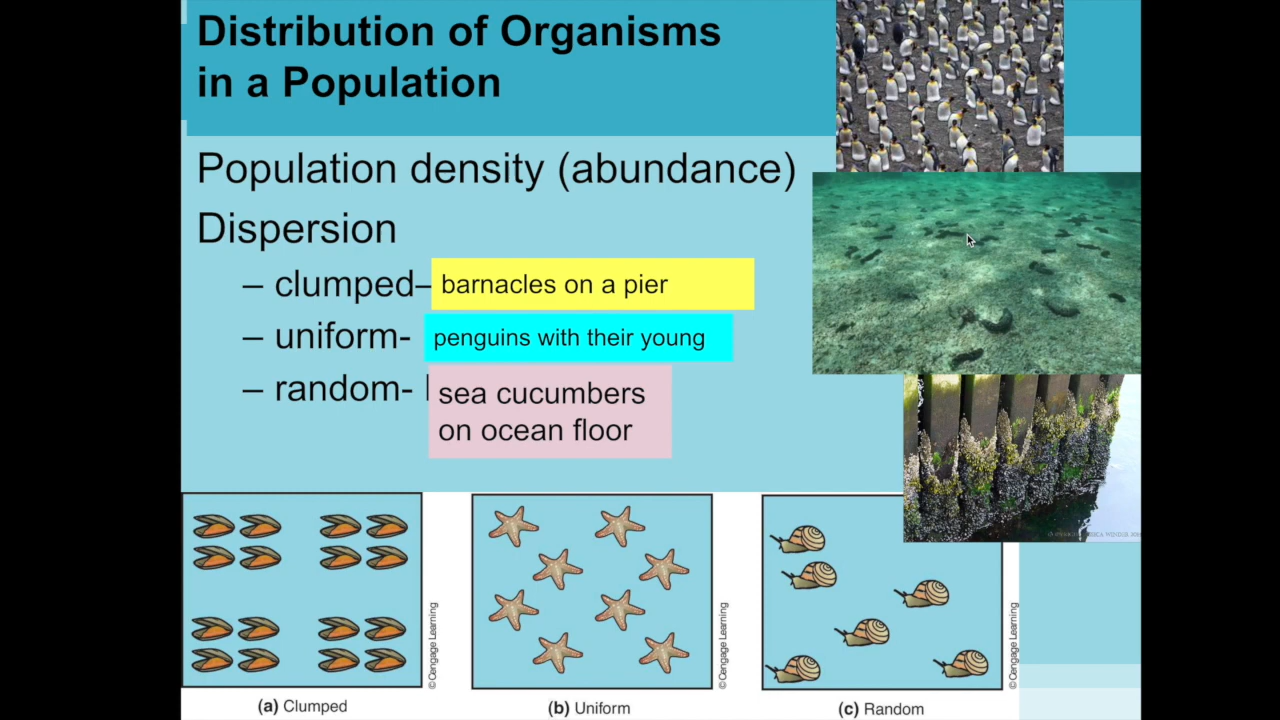 Distribution of Organisms
in a Population
Population density (abundance)
Dispersion
– clumped– barnacles on a pier
– uniform- penguins with their young
– random- sea cucumbers
on ocean floor
© Cengage Learning
© Cengage Learning
© Cengage Learning
(a) Clumped
(b) Uniform
(c) Random